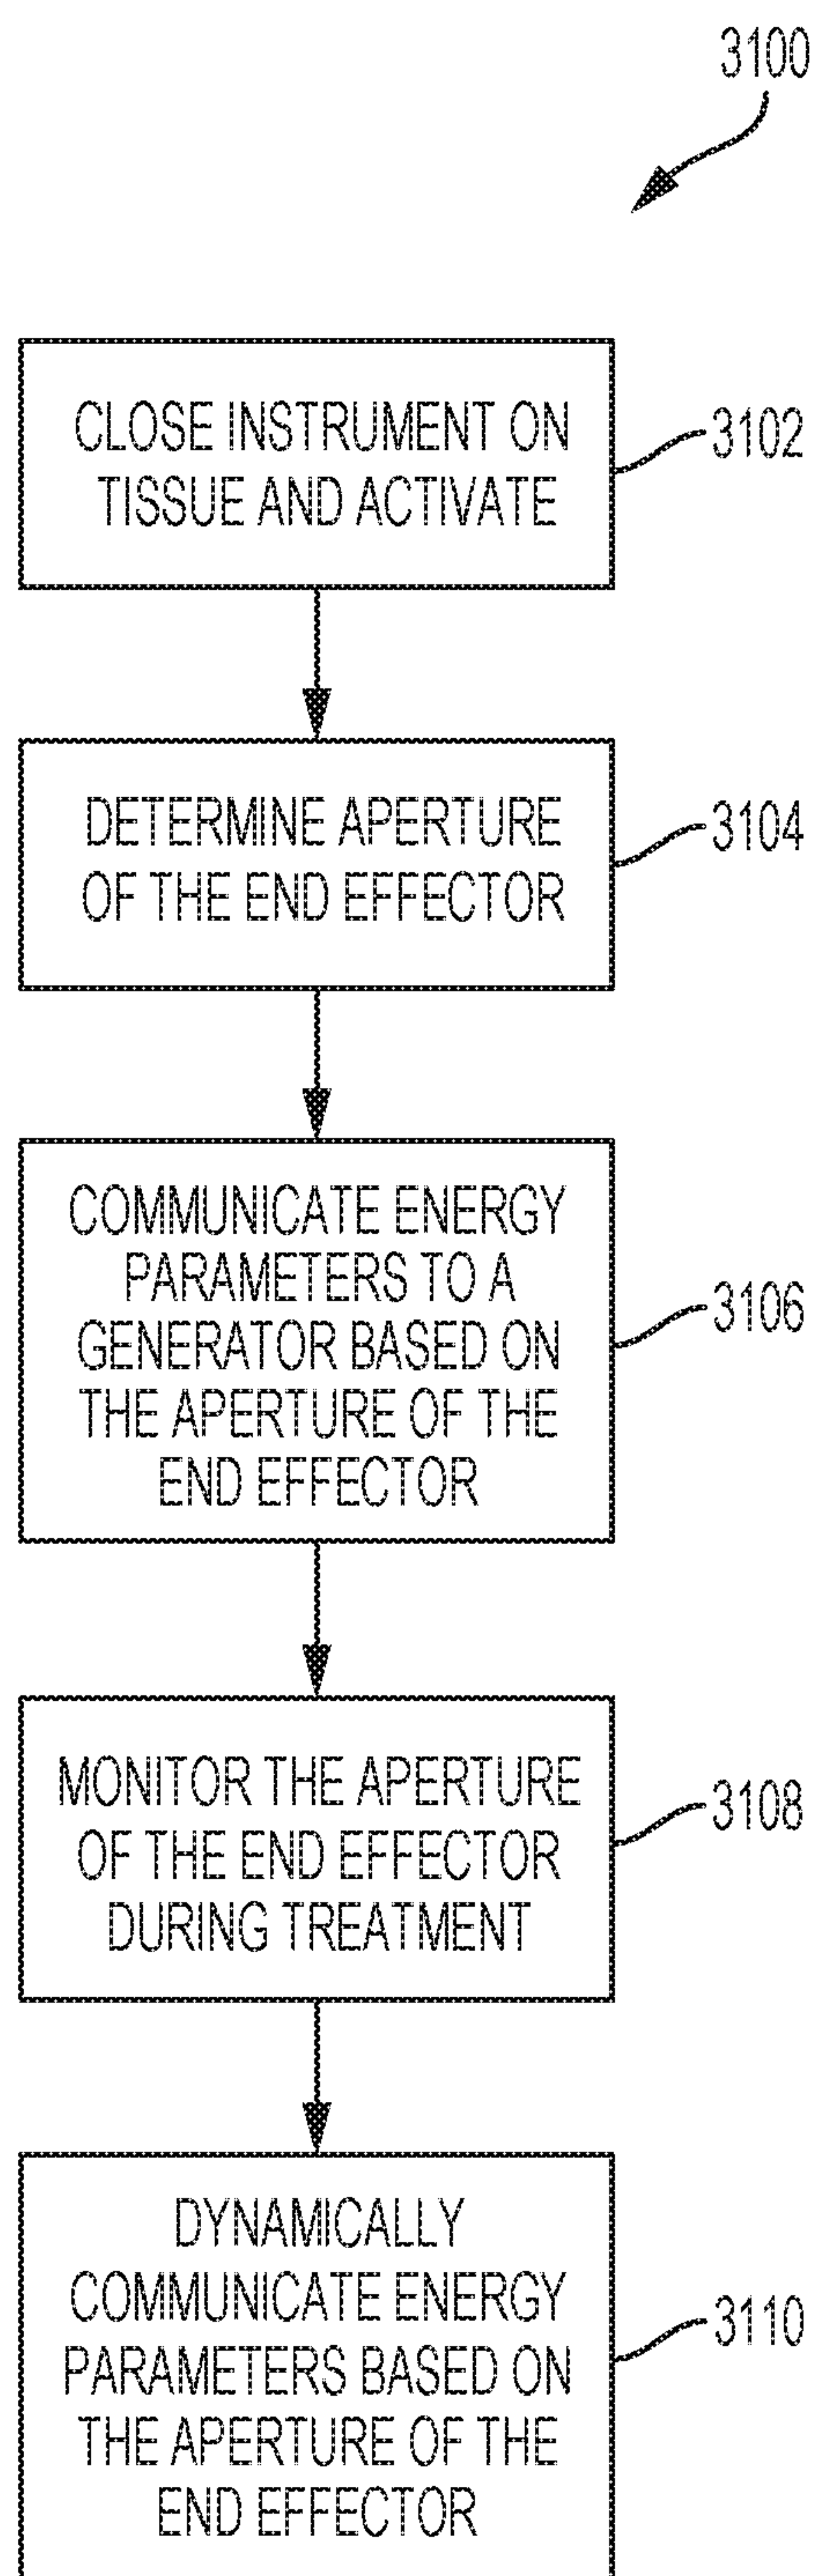 3100
CLOSE INSTRUMENT ON
TISSUE AND ACTIVATE
3102
DETERMINE APERTURE
OF THE END EFFECTOR
3104
COMMUNICATE ENERGY
PARAMETERS TO A
GENERATOR BASED ON
THE APERTURE OF THE
END EFFECTOR
3106
MONITOR THE APERTURE
OF THE END EFFECTOR
DURING TREATMENT
3108
DYNAMICALLY
COMMUNICATE ENERGY
PARAMETERS BASED ON
THE APERTURE OF THE
END EFFECTOR
3110